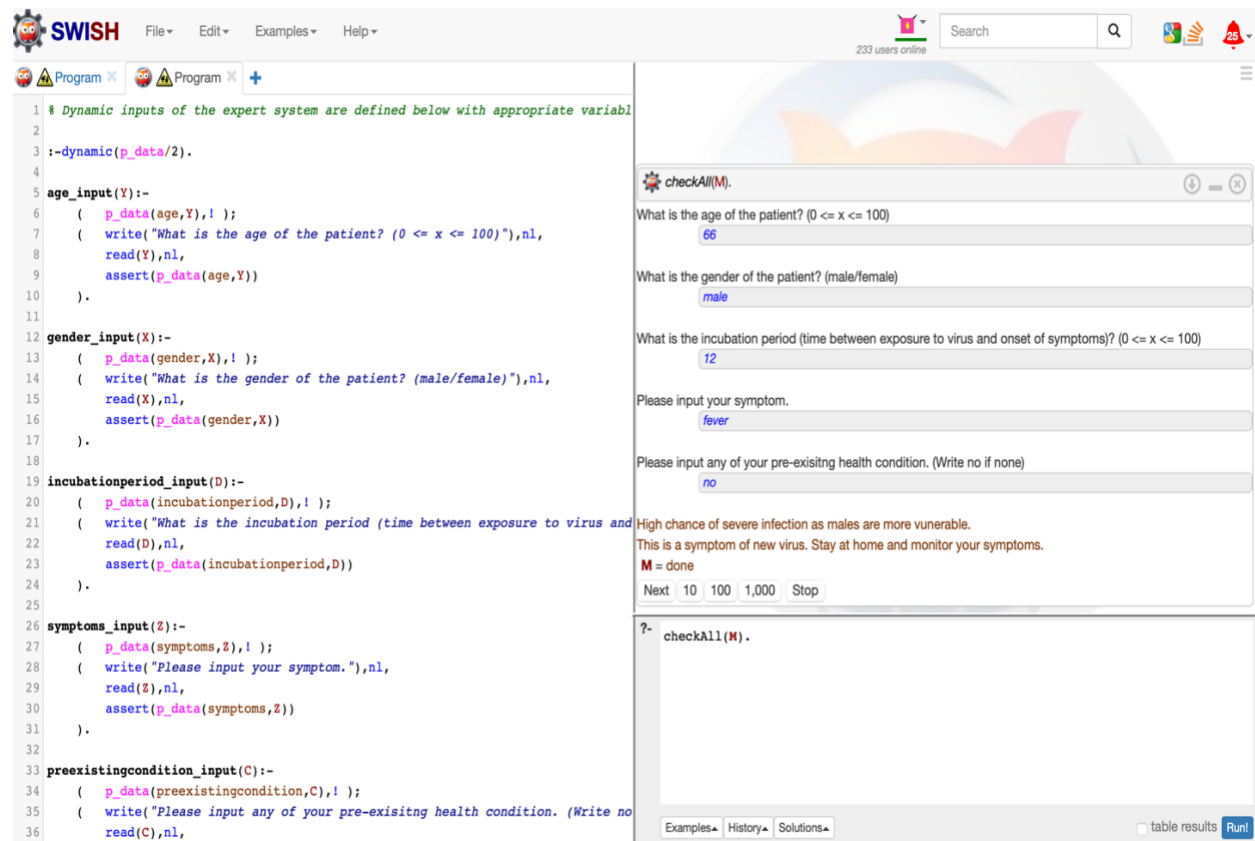 SWISH File Edit Examples Help 233 users online Search 25
Program Program
1 % Dynamic inputs of the expert system are defined below with appropriate variabl
2
3 :-dynamic(p_data/2).
4
5 age_input(Y):-
6 ( p_data(age,Y),! );
7 ( write("What is the age of the patient? (0 <= x <= 100)"),nl,
8 read(Y),nl,
9 assert(p_data(age,Y))
10 ).
11
12 gender_input(X):-
13 ( p_data(gender,X),! );
14 ( write("What is the gender of the patient? (male/female)"),nl,
15 read(X),nl,
16 assert(p_data(gender,X))
17 ).
18
19 incubationperiod_input(D):-
20 ( p_data(incubationperiod,D),! );
21 ( write("What is the incubation period (time between exposure to virus and
22 read(D),nl,
23 assert(p_data(incubationperiod,D))
24 ).
25
26 symptoms_input(Z):-
27 ( p_data(symptoms,Z),! );
28 ( write("Please input your symptom."),nl,
29 read(Z),nl,
30 assert(p_data(symptoms,Z))
31 ).
32
33 preexistingcondition_input(C):-
34 ( p_data(preexistingcondition,C),! );
35 ( write("Please input any of your pre-exisitng health condition. (Write no
36 read(C),nl,
checkAll(M).
What is the age of the patient? (0 <= x <= 100)
66
What is the gender of the patient? (male/female)
male
What is the incubation period (time between exposure to virus and onset of symptoms)? (0 <= x <= 100)
12
Please input your symptom.
fever
Please input any of your pre-exisitng health condition. (Write no if none)
no
High chance of severe infection as males are more vunerable.
This is a symptom of new virus. Stay at home and monitor your symptoms.
M = done
Next 10 100 1,000 Stop
?- checkAll(M).
Examples History Solutions table results Run!